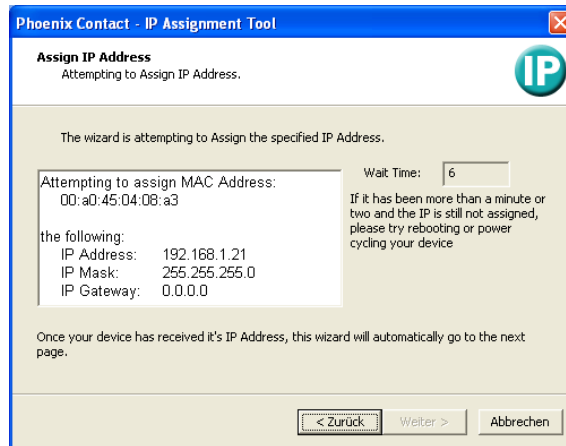 Phoenix Contact - IP Assignment Tool
Assign IP Address
Attempting to Assign IP Address.
IP
The wizard is attempting to Assign the specified IP Address.
Attempting to assign MAC Address:
00:a0:45:04:08:a3
the following:
IP Address: 192.168.1.21
IP Mask: 255.255.255.0
IP Gateway: 0.0.0.0
Wait Time: 6
If it has been more than a minute or
two and the IP is still not assigned,
please try rebooting or power
cycling your device
Once your device has received it's IP Address, this wizard will automatically go to the next
page.
< Zurück
Weiter >
Abbrechen